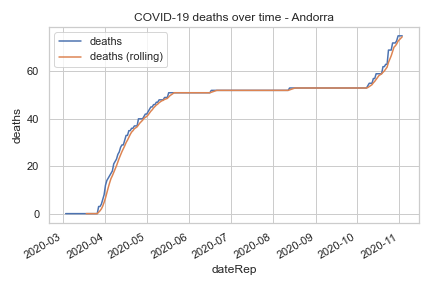 COVID-19 deaths over time - Andorra
deaths
deaths (rolling)
deaths
60
40
20
0
2020-03
2020-04
2020-05
2020-06
2020-07
2020-08
2020-09
2020-10
2020-11
dateRep